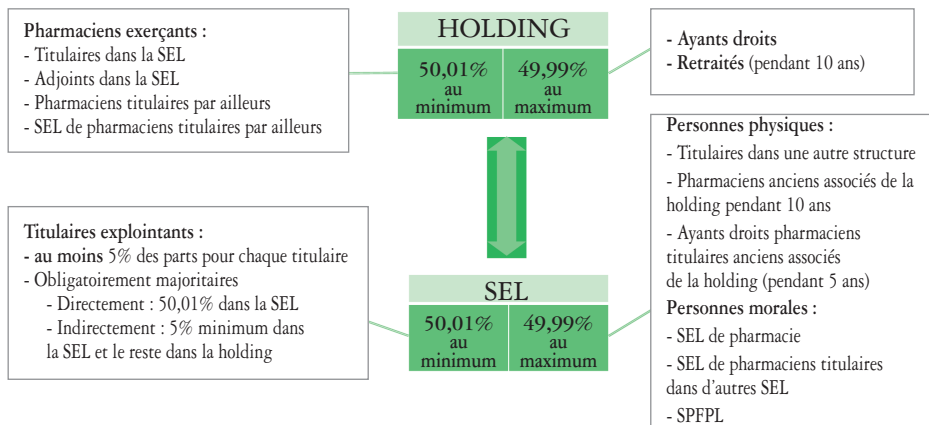 Pharmaciens exerçants :
- Titulaires dans la SEL
- Adjoints dans la SEL
- Pharmaciens titulaires par ailleurs
- SEL de pharmaciens titulaires par ailleurs
HOLDING
50,01%
au
minimum
49,99%
au
maximum
- Ayants droits
- Retraités (pendant 10 ans)
Titulaires explointants :
- au moins 5% des parts pour chaque titulaire
- Obligatoirement majoritaires
- Directement : 50,01% dans la SEL
- Indirectement : 5% minimum dans
la SEL et le reste dans la holding
SEL
50,01%
au
minimum
49,99%
au
maximum
Personnes physiques :
- Titulaires dans une autre structure
- Pharmaciens anciens associés de la
holding pendant 10 ans
- Ayants droits pharmaciens
titulaires anciens associés
de la holding (pendant 5 ans)
Personnes morales :
- SEL de pharmacie
- SEL de pharmaciens titulaires
dans d'autres SEL
- SPFPL